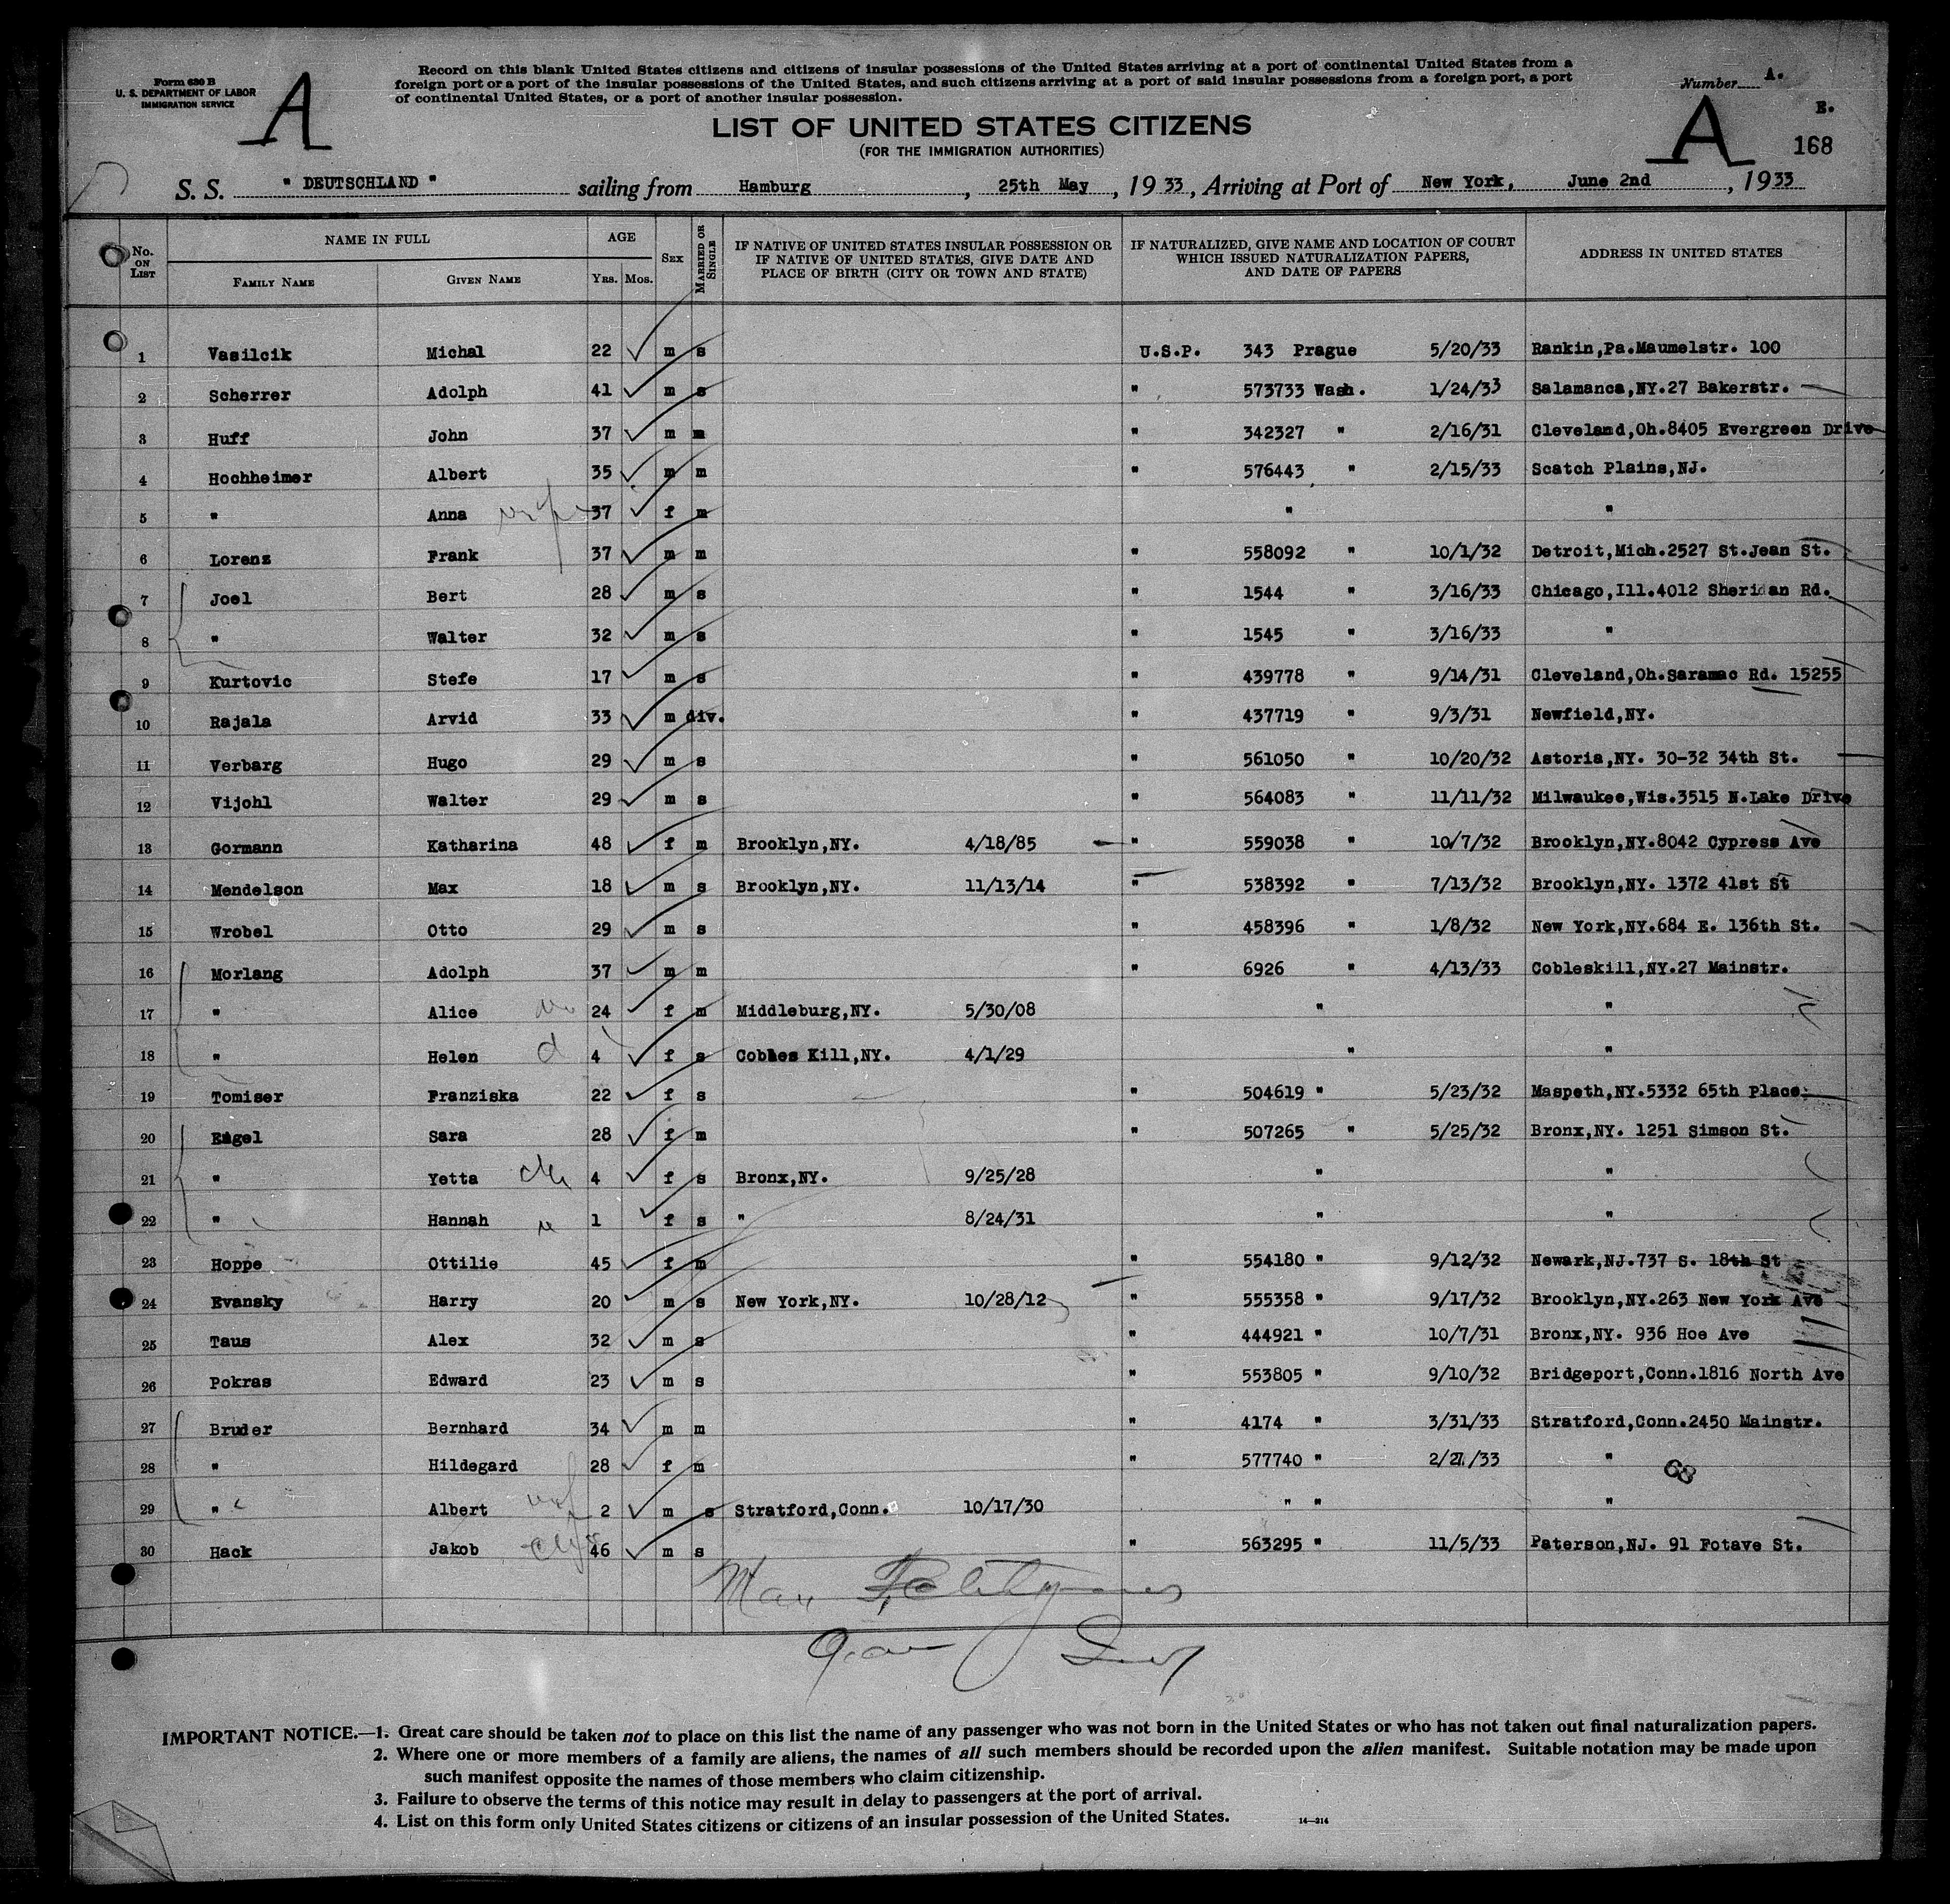 Form 630 B
U. S. DEPARTMENT OF LABOR
IMMIGRATION SERVICE
A
Record on this blank United States citizens and citizens of insular possessions of the United States arriving at a port of continental United States from a
foreign port or a port of the insular possessions of the United States, and such citizens arriving at a port of said insular possessions from a foreign port, a port
of continental United States, or a port of another insular possession.
Number A.
E.
A
168
LIST OF UNITED STATES CITIZENS
(FOR THE IMMIGRATION AUTHORITIES)
S. S. " DEUTSCHLAND " sailing from Hamburg, 25th May, 1933, Arriving at Port of New York, June 2nd, 1933
No. ON LIST NAME IN FULL FAMILY NAME GIVEN NAME AGE YRS. MOS. SEX MARRIED OR SINGLE IF NATIVE OF UNITED STATES INSULAR POSSESSION OR IF NATIVE OF UNITED STATES, GIVE DATE AND PLACE OF BIRTH (CITY OR TOWN AND STATE) IF NATURALIZED, GIVE NAME AND LOCATION OF COURT WHICH ISSUED NATURALIZATION PAPERS, AND DATE OF PAPERS ADDRESS IN UNITED STATES
1 Vasilcik Michal 22 m s U.S.P. 343 Prague 5/20/33 Rankin,Pa.Maumelstr. 100
2 Scherrer Adolph 41 m s " 573733 Wash. 1/24/33 Salamanca,NY.27 Bakerstr.
3 Huff John 37 m m " 342327 " 2/16/31 Cleveland,Oh.8405 Evergreen Drive
4 Hochheimer Albert 35 m m " 576443 " 2/15/33 Scatch Plains,NJ.
5 " Anna 37 f m " "
6 Lorenz Frank 37 m m " 558092 " 10/1/32 Detroit,Mich.2527 St.Jean St.
7 Joel Bert 28 m s " 1544 " 3/16/33 Chicago,Ill.4012 Sheridan Rd.
8 " Walter 32 m s " 1545 " 3/16/33 "
9 Kurtovic Stefe 17 m s " 439778 " 9/14/31 Cleveland,Oh.Saramac Rd. 15255
10 Rajala Arvid 33 m div. " 437719 " 9/3/31 Newfield,NY.
11 Verbarg Hugo 29 m s " 561050 " 10/20/32 Astoria,NY. 30-32 34th St.
12 Vijohl Walter 29 m s " 564083 " 11/11/32 Milwaukee,Wis.3515 N.Lake Drive
13 Gormann Katharina 48 f m Brooklyn,NY. 4/18/85 " 559038 " 10/7/32 Brooklyn,NY.8042 Cypress Ave
14 Mendelson Max 18 m s Brooklyn,NY. 11/13/14 " 538392 " 7/13/32 Brooklyn,NY. 1372 41st St
15 Wrobel Otto 29 m s " 458396 " 1/8/32 New York,NY.684 E. 136th St.
16 Morlang Adolph 37 m m " 6926 " 4/13/33 Cobleskill,NY.27 Mainstr.
17 " Alice 24 f m Middleburg,NY. 5/30/08 " "
18 " Helen 4 f s Cobles Kill,NY. 4/1/29 " "
19 Tomiser Franziska 22 f s " 504619 " 5/23/32 Maspeth,NY.5332 65th Place
20 Engel Sara 28 f m " 507265 " 5/25/32 Bronx,NY. 1251 Simson St.
21 " Yetta 4 f s Bronx,NY. 9/25/28 " "
22 " Hannah 1 f s " 8/24/31 " "
23 Hoppe Ottilie 45 f m " 554180 " 9/12/32 Newark,NJ.737 S. 18th St
24 Evansky Harry 20 m s New York,NY. 10/28/12 " 555358 " 9/17/32 Brooklyn,NY.263 New York Ave
25 Taus Alex 32 m s " 444921 " 10/7/31 Bronx,NY. 936 Hoe Ave
26 Pokras Edward 23 m s " 553805 " 9/10/32 Bridgeport,Conn.1816 North Ave
27 Bruder Bernhard 34 m m " 4174 " 3/31/33 Stratford,Conn.2450 Mainstr.
28 " Hildegard 28 f m " 577740 " 2/21/33 "
68
29 " Albert 2 m s Stratford,Conn. 10/17/30 " " "
30 Hack Jakob 46 m s " 563295 " 11/5/33 Paterson,NJ. 91 Fotave St.
IMPORTANT NOTICE.—1. Great care should be taken not to place on this list the name of any passenger who was not born in the United States or who has not taken out final naturalization papers.
2. Where one or more members of a family are aliens, the names of all such members should be recorded upon the alien manifest. Suitable notation may be made upon
such manifest opposite the names of those members who claim citizenship.
3. Failure to observe the terms of this notice may result in delay to passengers at the port of arrival.
4. List on this form only United States citizens or citizens of an insular possession of the United States.
14—214